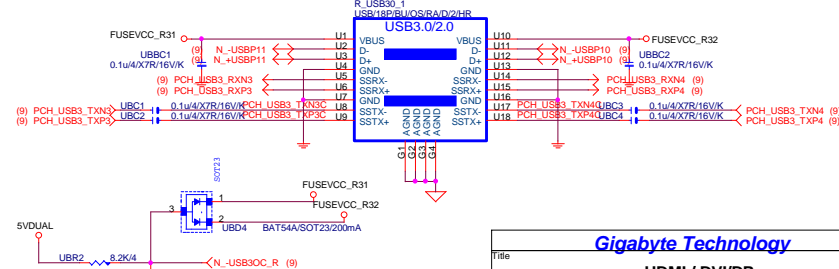 R_USB30_1
USB/18P/BU/OS/RA/D/2/HR
USB3.0/2.0
FUSEVCC_R31 U1 VBUS U10 FUSEVCC_R32
UBBC1 (9) N_-USBP11 U2 D- U11 N_-USBP10 (9) UBBC2
0.1u/4/X7R/16V/K (9) N_+USBP11 U3 D+ U12 N_+USBP10 (9) 0.1u/4/X7R/16V/K
U4 GND U13
(9) PCH_USB3_RXN3 U5 SSRX- U14 PCH_USB3_RXN4 (9)
(9) PCH_USB3_RXP3 U6 SSRX+ U15 PCH_USB3_RXP4 (9)
U7 GND U16
(9) PCH_USB3_TXN3 UBC1 0.1u/4/X7R/16V/K PCH_USB3_TXN3C U8 SSTX- U17 PCH_USB3_TXN4C UBC3 0.1u/4/X7R/16V/K PCH_USB3_TXN4 (9)
(9) PCH_USB3_TXP3 UBC2 0.1u/4/X7R/16V/K PCH_USB3_TXP3C U9 SSTX+ U18 PCH_USB3_TXP4C UBC4 0.1u/4/X7R/16V/K PCH_USB3_TXP4 (9)
VBUS
D-
D+
GND
SSRX-
SSRX+
GND
SSTX-
SSTX+
AGND AGND AGND AGND
G1 G2 G3 G4
SOT23
1 FUSEVCC_R31
3
2 FUSEVCC_R32
UBD4 BAT54A/SOT23/200mA
5VDUAL
UBR2 8.2K/4
N_-USB3OC_R (9)
Gigabyte Technology
Title